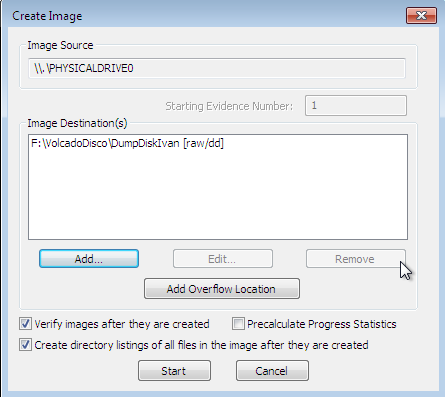 Create Image
Image Source
\\.\PHYSICALDRIVE0
Starting Evidence Number: 1
Image Destination(s)
F:\VolcadoDisco\DumpDiskIvan [raw/dd]
Add... Edit... Remove
Add Overflow Location
Verify images after they are created Precalculate Progress Statistics
Create directory listings of all files in the image after they are created
Start Cancel